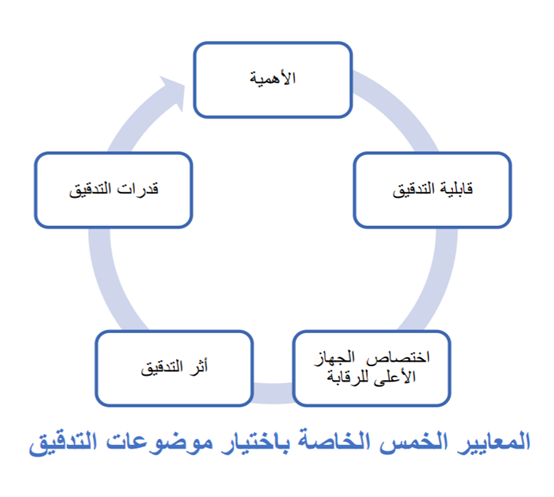 الأهمية
قابلية التدقيق
اختصاص الجهاز
الأعلى للرقابة
أثر التدقيق
قدرات التدقيق
المعايير الخمس الخاصة باختيار موضوعات التدقيق